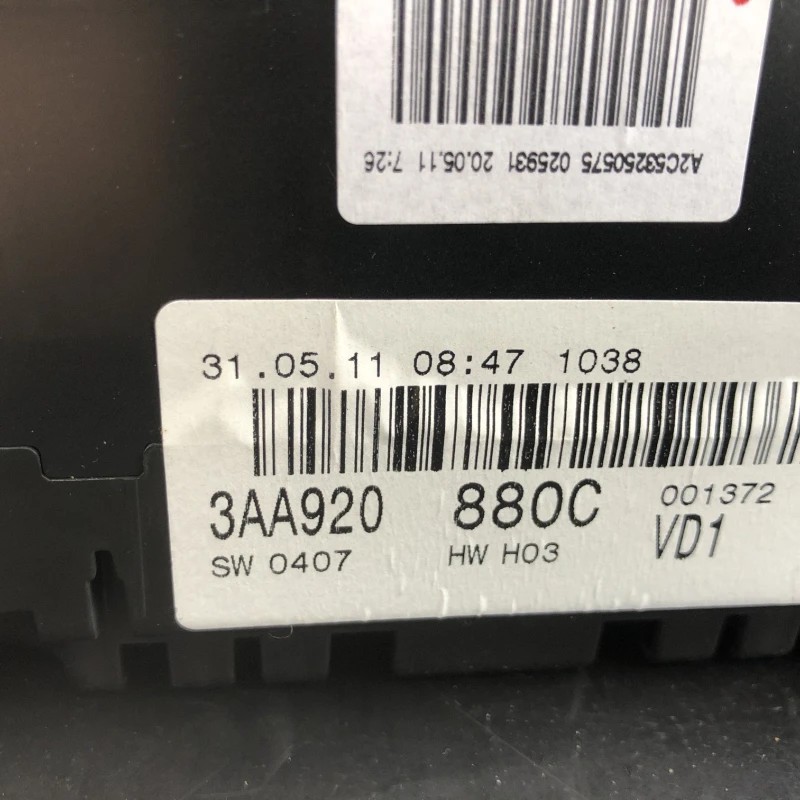 A2C53250575 025931 20.05.11 7:26
31.05.11 08:47 1038
3AA920 880C 001372
SW 0407 HW H03 VD1